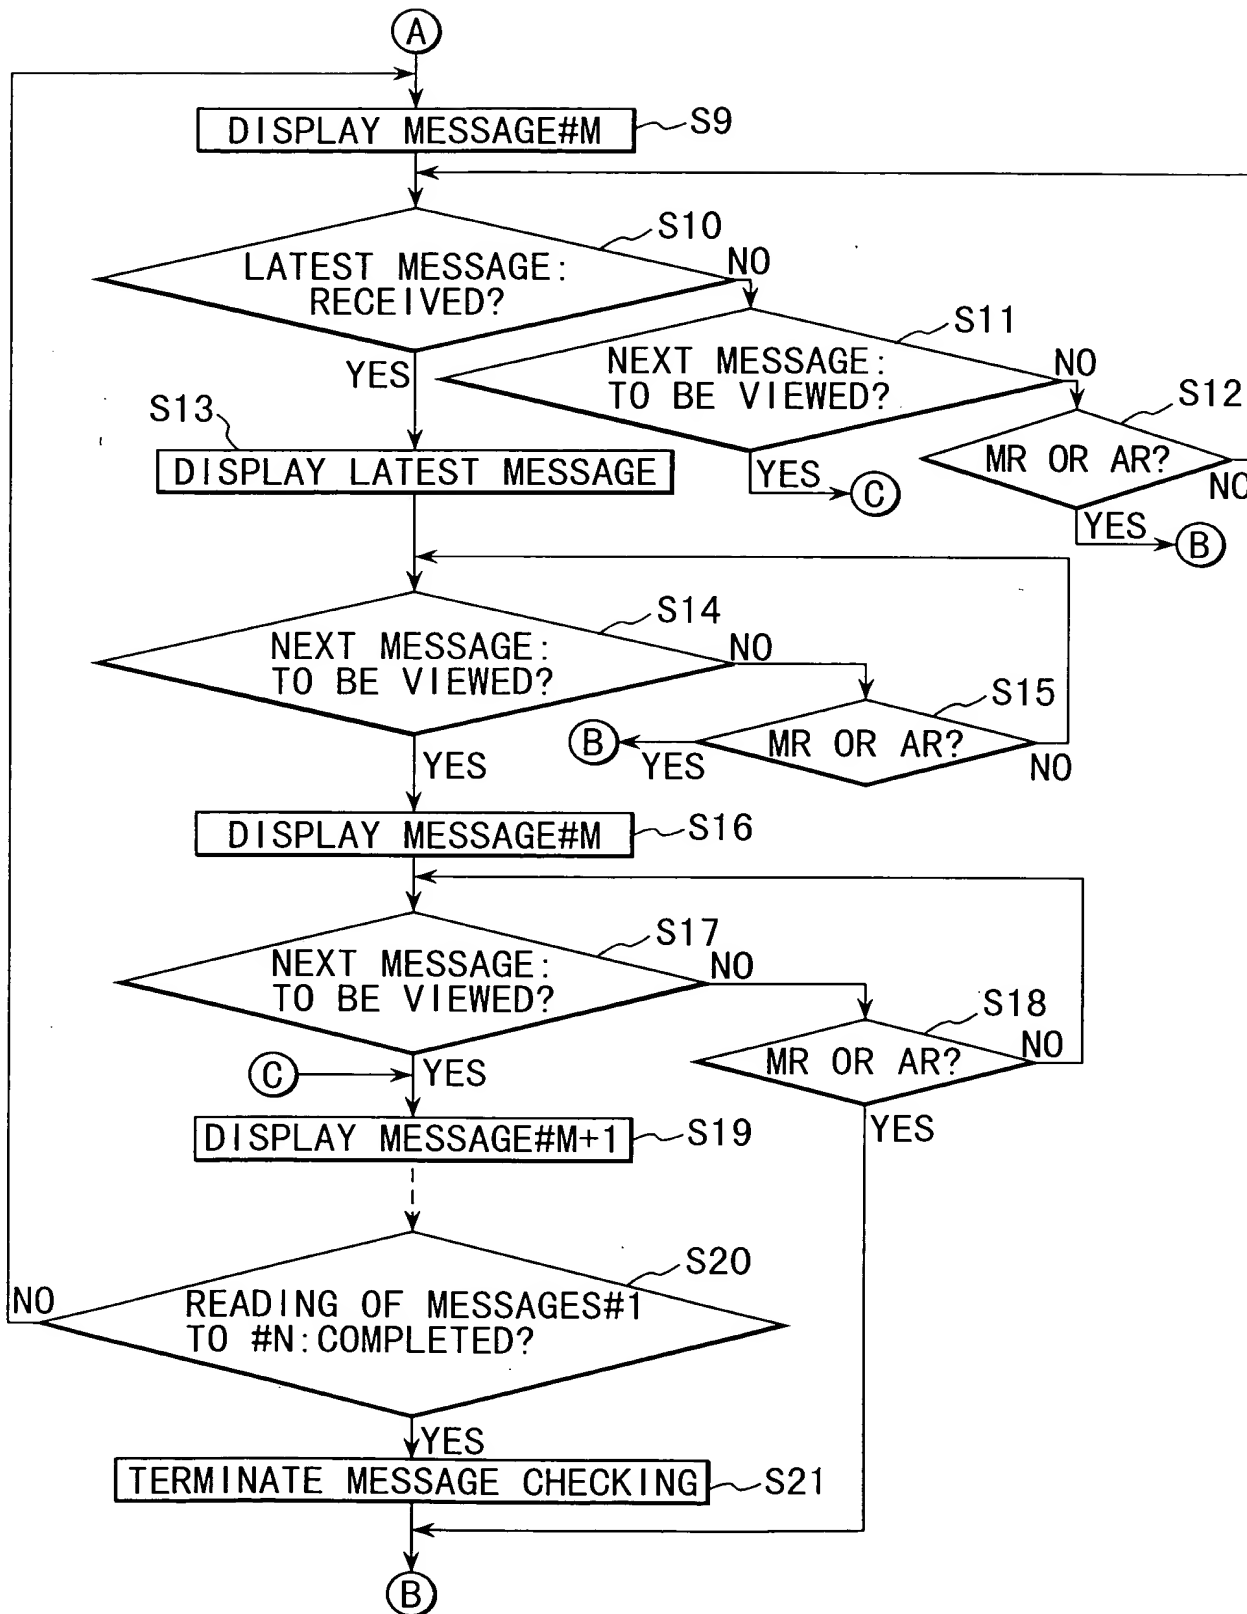 A
DISPLAY MESSAGE#M
S9
LATEST MESSAGE:
RECEIVED?
S10
NO
YES
NEXT MESSAGE:
TO BE VIEWED?
S11
NO
YES
C
MR OR AR?
S12
NO
YES
B
S13
DISPLAY LATEST MESSAGE
NEXT MESSAGE:
TO BE VIEWED?
S14
NO
YES
MR OR AR?
S15
NO
YES
B
DISPLAY MESSAGE#M
S16
NEXT MESSAGE:
TO BE VIEWED?
S17
NO
YES
MR OR AR?
S18
NO
YES
C
DISPLAY MESSAGE#M+1
S19
READING OF MESSAGES#1
TO #N:COMPLETED?
S20
NO
YES
TERMINATE MESSAGE CHECKING
S21
B